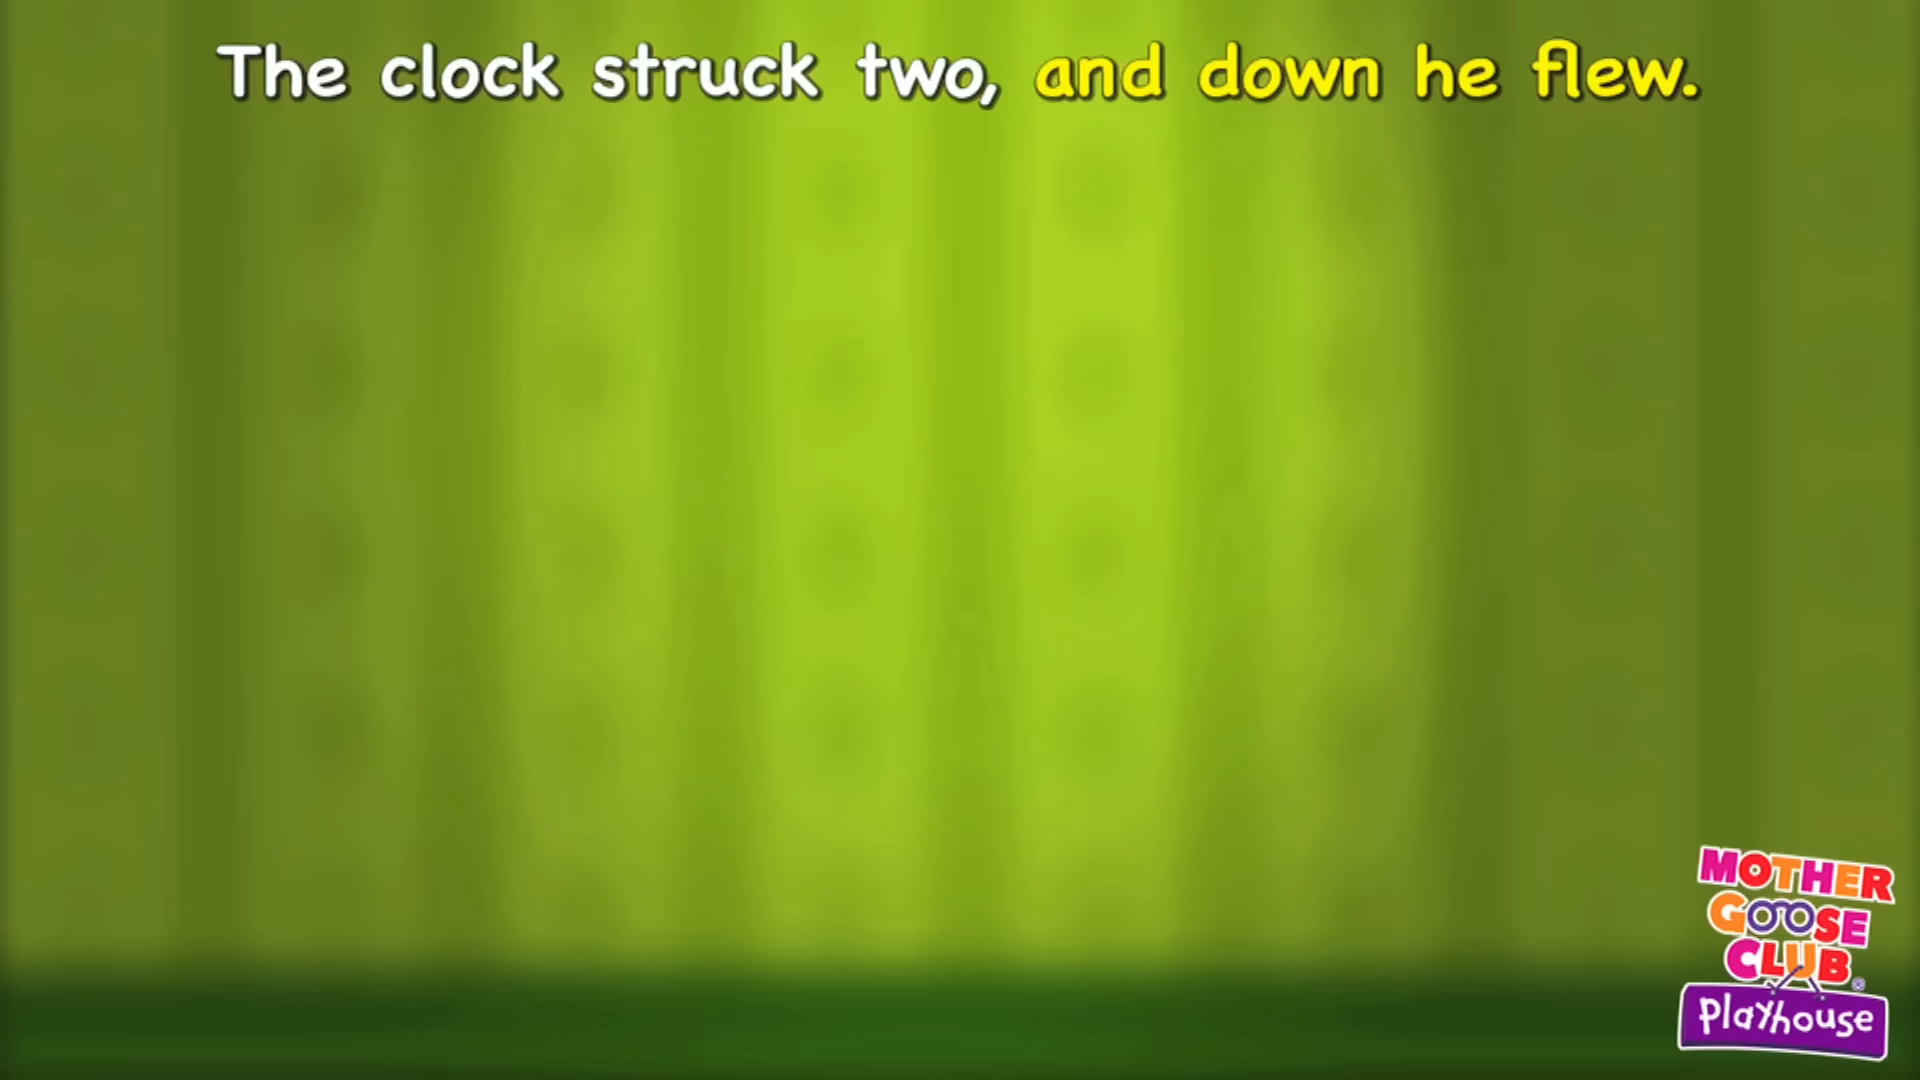 The clock struck two, and down he flew.
MOTHER
GOOSE
CLUB®
Playhouse